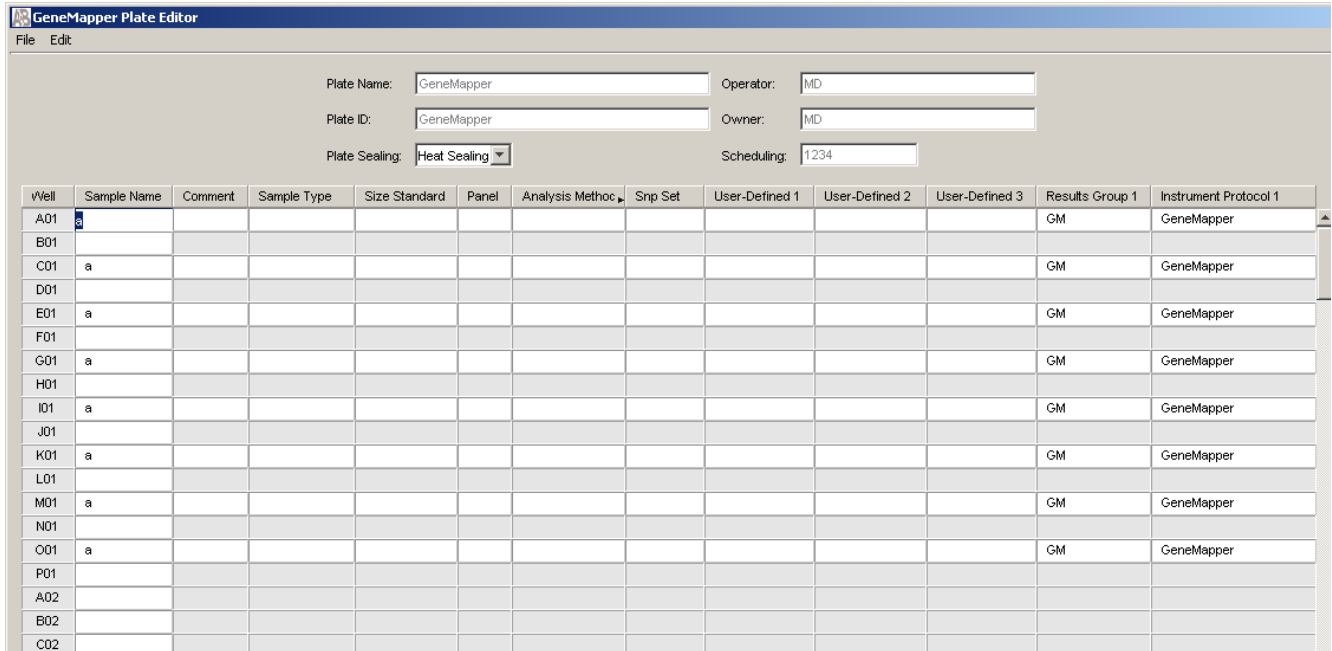 GeneMapper Plate Editor
File Edit
Plate Name: GeneMapper Operator: MD
Plate ID: GeneMapper Owner: MD
Plate Sealing: Heat Sealing Scheduling: 1234
Well Sample Name Comment Sample Type Size Standard Panel Analysis Methoc Snp Set User-Defined 1 User-Defined 2 User-Defined 3 Results Group 1 Instrument Protocol 1
A01 a GM GeneMapper
B01
C01 a GM GeneMapper
D01
E01 a GM GeneMapper
F01
G01 a GM GeneMapper
H01
I01 a GM GeneMapper
J01
K01 a GM GeneMapper
L01
M01 a GM GeneMapper
N01
O01 a GM GeneMapper
P01
A02
B02
C02